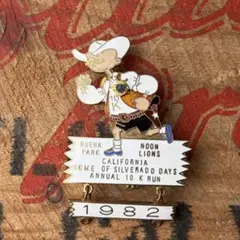 BUENA PARK NOON LIONS
CALIFORNIA
HOME OF SILVERADO DAYS
ANNUAL 10 K RUN
1982